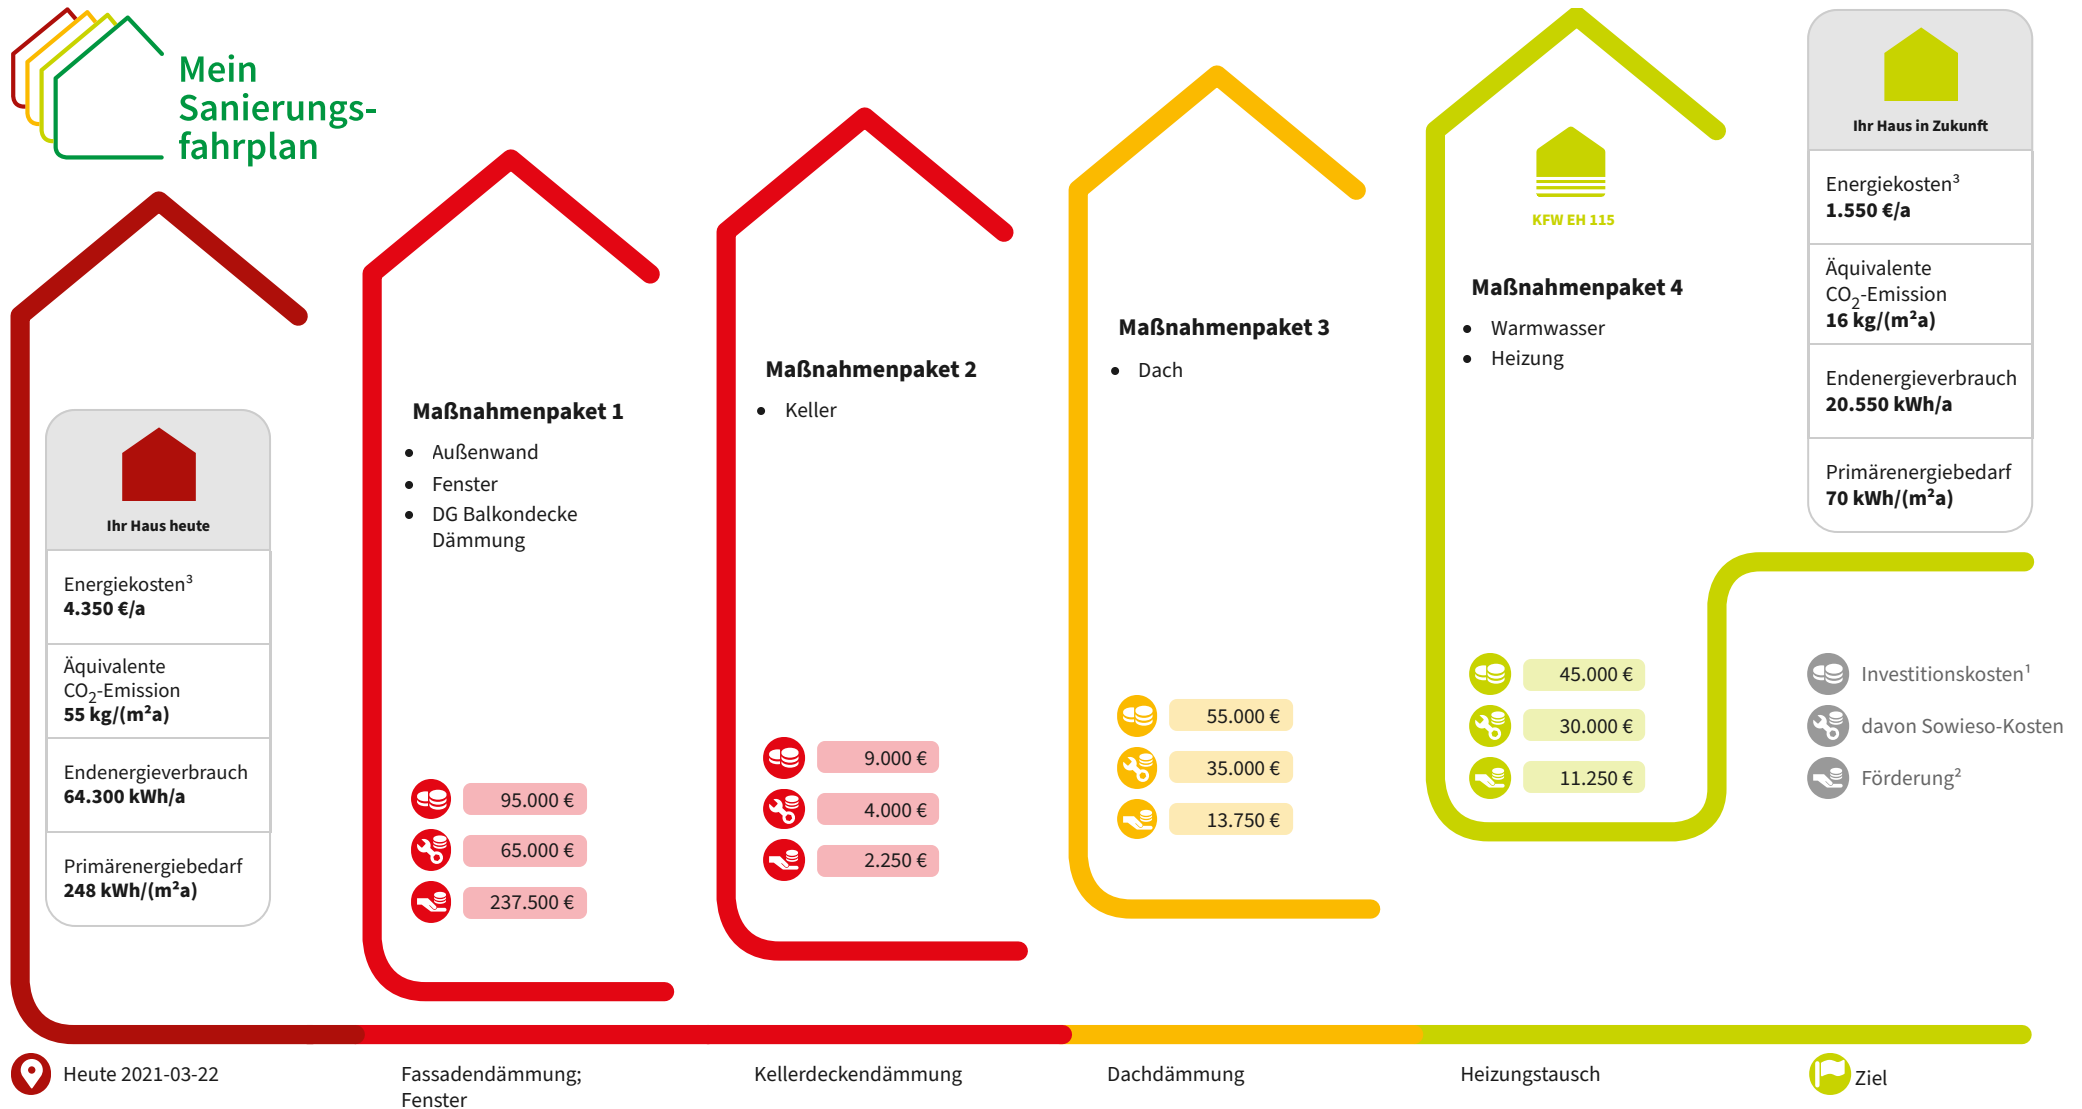 Mein
Sanierungs-
fahrplan
Ihr Haus heute
Energiekosten³
4.350 €/a
Äquivalente
CO₂-Emission
55 kg/(m²a)
Endenergieverbrauch
64.300 kWh/a
Primärenergiebedarf
248 kWh/(m²a)
Maßnahmenpaket 1
• Außenwand
• Fenster
• DG Balkondecke
Dämmung
95.000 €
65.000 €
237.500 €
Maßnahmenpaket 2
• Keller
9.000 €
4.000 €
2.250 €
Maßnahmenpaket 3
• Dach
55.000 €
35.000 €
13.750 €
KFW EH 115
Maßnahmenpaket 4
• Warmwasser
• Heizung
45.000 €
30.000 €
11.250 €
Ihr Haus in Zukunft
Energiekosten³
1.550 €/a
Äquivalente
CO₂-Emission
16 kg/(m²a)
Endenergieverbrauch
20.550 kWh/a
Primärenergiebedarf
70 kWh/(m²a)
Investitionskosten¹
davon Sowieso-Kosten
Förderung²
Heute 2021-03-22
Fassadendämmung;
Fenster
Kellerdeckendämmung
Dachdämmung
Heizungstausch
Ziel